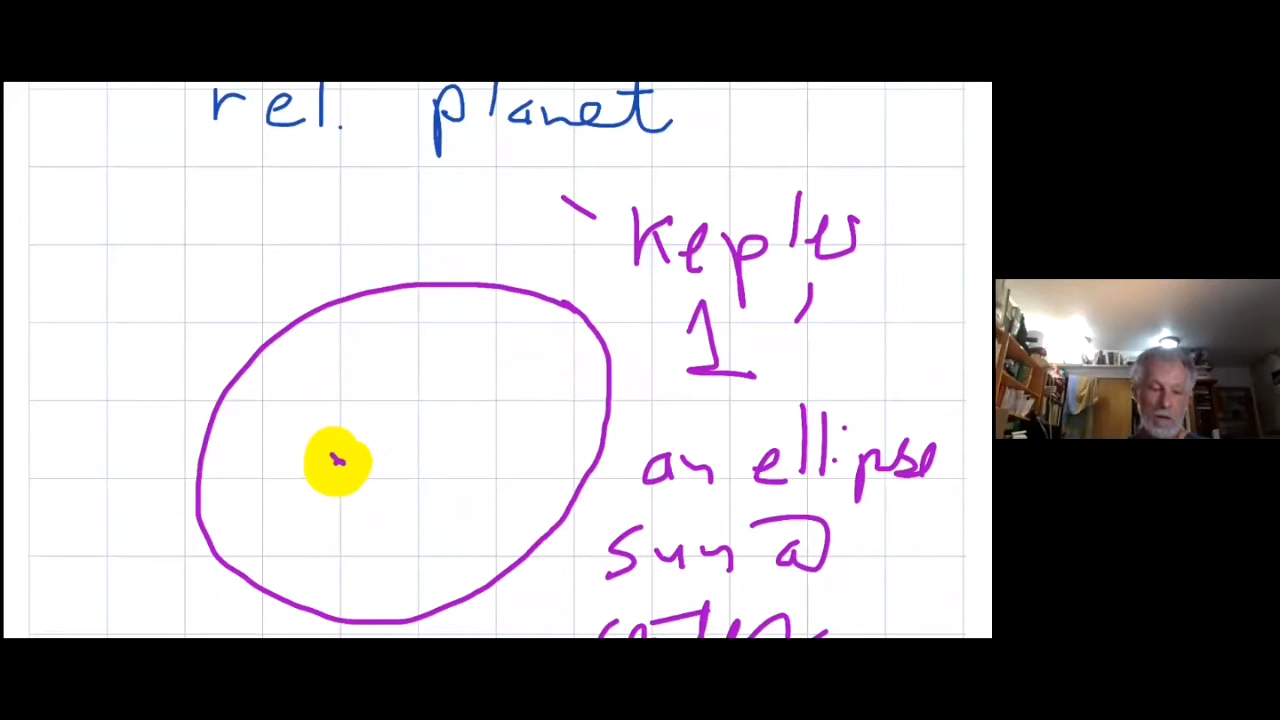 rel. planet
Kepler
1
an ellipse
sun @